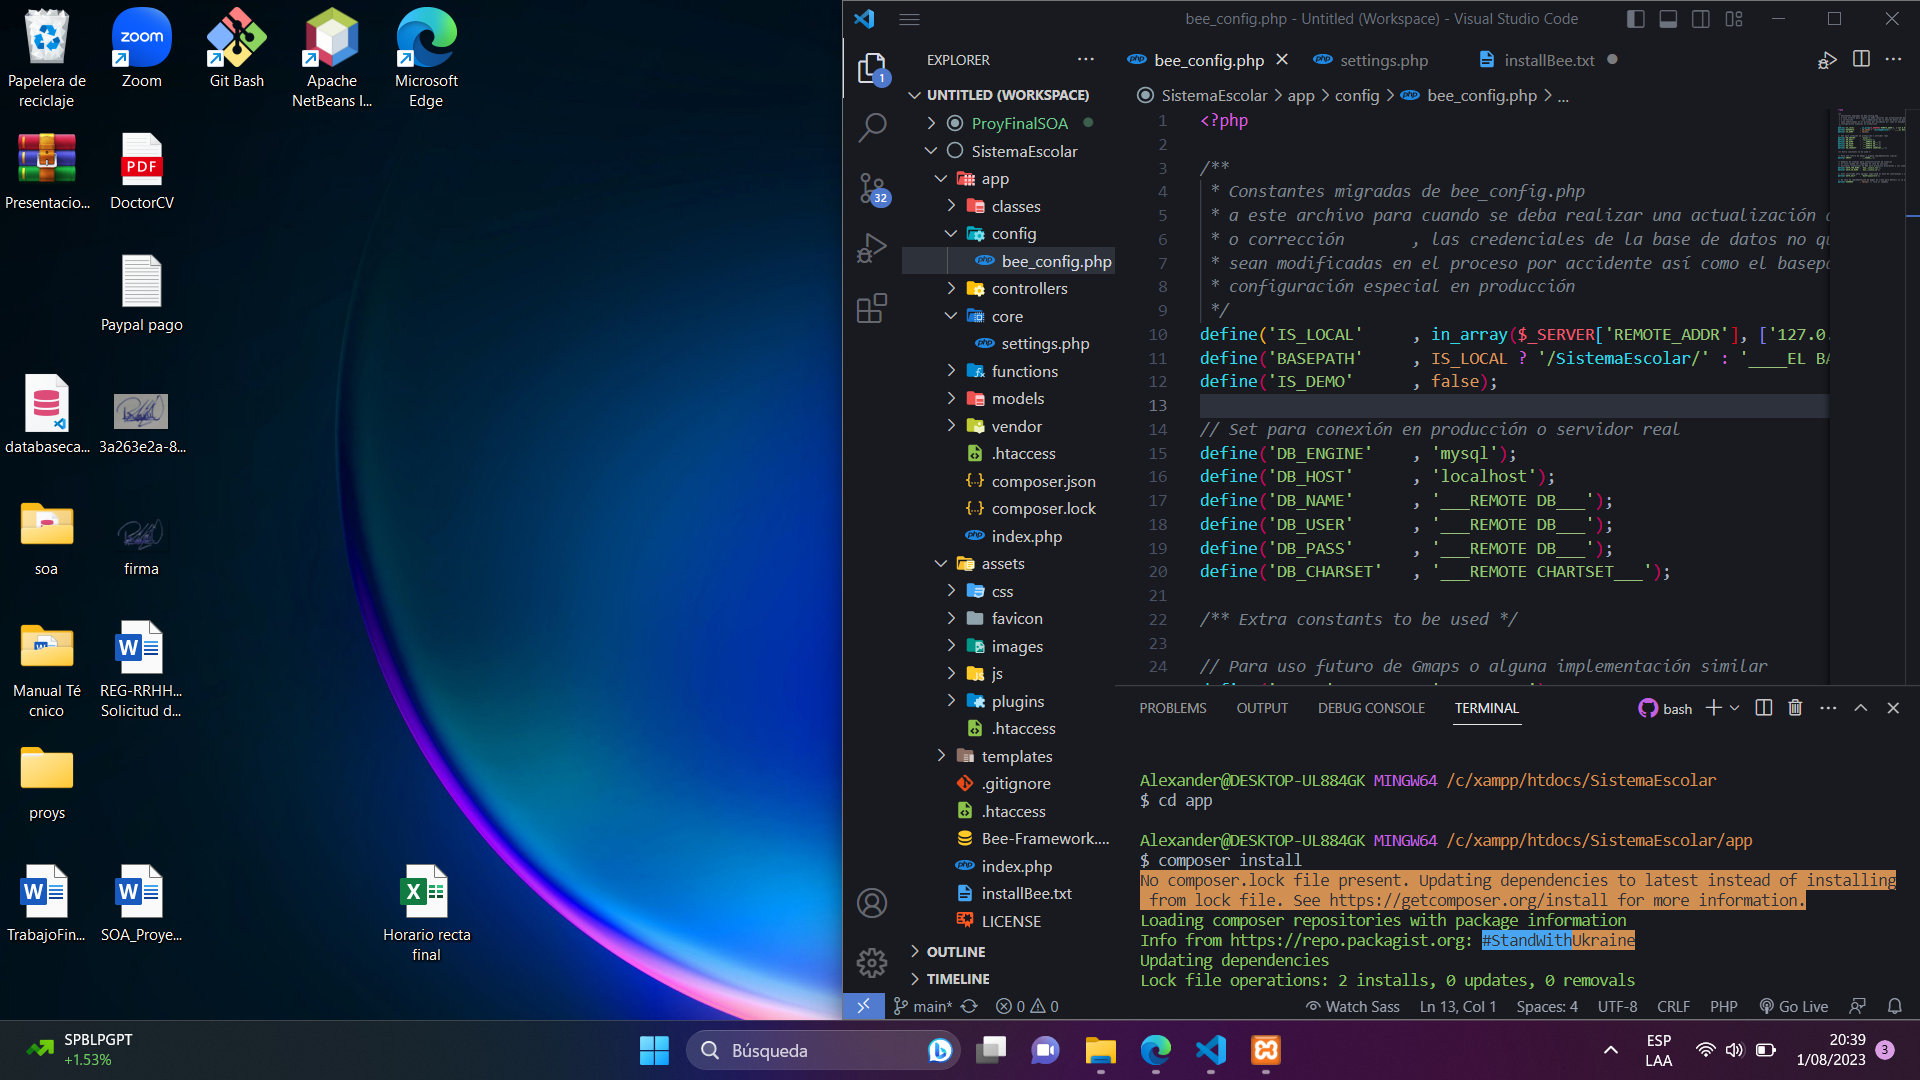 Papelera de
reciclaje
Zoom
zoom
Git Bash
Apache
NetBeans I...
Microsoft
Edge
Presentacio...
PDF
DoctorCV
Paypal pago
databaseca...
3a263e2a-8...
soa
firma
Manual Té
cnico
REG-RRHH...
Solicitud d...
proys
TrabajoFin...
SOA_Proye...
Horario recta
final
bee_config.php - Untitled (Workspace) - Visual Studio Code
1
32
EXPLORER
UNTITLED (WORKSPACE)
ProyFinalSOA
SistemaEscolar
app
classes
config
bee_config.php
controllers
core
settings.php
functions
models
vendor
.htaccess
composer.json
composer.lock
index.php
assets
css
favicon
images
js
plugins
.htaccess
templates
.gitignore
.htaccess
Bee-Framework....
index.php
installBee.txt
LICENSE
OUTLINE
TIMELINE
bee_config.php
settings.php
installBee.txt
SistemaEscolar > app > config > bee_config.php > ...
1 <?php
2
3 /**
4 * Constantes migradas de bee_config.php
5 * a este archivo para cuando se deba realizar una actualización
6 * o corrección , las credenciales de la base de datos no
7 * sean modificadas en el proceso por accidente así como el
8 * configuración especial en producción
9 */
10 define('IS_LOCAL' , in_array($_SERVER['REMOTE_ADDR'], ['127.0.
11 define('BASEPATH' , IS_LOCAL ? '/SistemaEscolar/' : '____EL BA
12 define('IS_DEMO' , false);
13
14 // Set para conexión en producción o servidor real
15 define('DB_ENGINE' , 'mysql');
16 define('DB_HOST' , 'localhost');
17 define('DB_NAME' , '___REMOTE DB___');
18 define('DB_USER' , '___REMOTE DB___');
19 define('DB_PASS' , '___REMOTE DB___');
20 define('DB_CHARSET' , '___REMOTE CHARTSET___');
21
22 /** Extra constants to be used */
23
24 // Para uso futuro de Gmaps o alguna implementación similar
PROBLEMS OUTPUT DEBUG CONSOLE TERMINAL
bash
Alexander@DESKTOP-UL884GK MINGW64 /c/xampp/htdocs/SistemaEscolar
$ cd app
Alexander@DESKTOP-UL884GK MINGW64 /c/xampp/htdocs/SistemaEscolar/app
$ composer install
No composer.lock file present. Updating dependencies to latest instead of installing
from lock file. See https://getcomposer.org/install for more information.
Loading composer repositories with package information
Info from https://repo.packagist.org: #StandWithUkraine
Updating dependencies
Lock file operations: 2 installs, 0 updates, 0 removals
main* 0 0 Watch Sass Ln 13, Col 1 Spaces: 4 UTF-8 CRLF PHP Go Live
SPBLPGPT
+1.53%
Búsqueda
ESP
LAA
20:39
1/08/2023
3